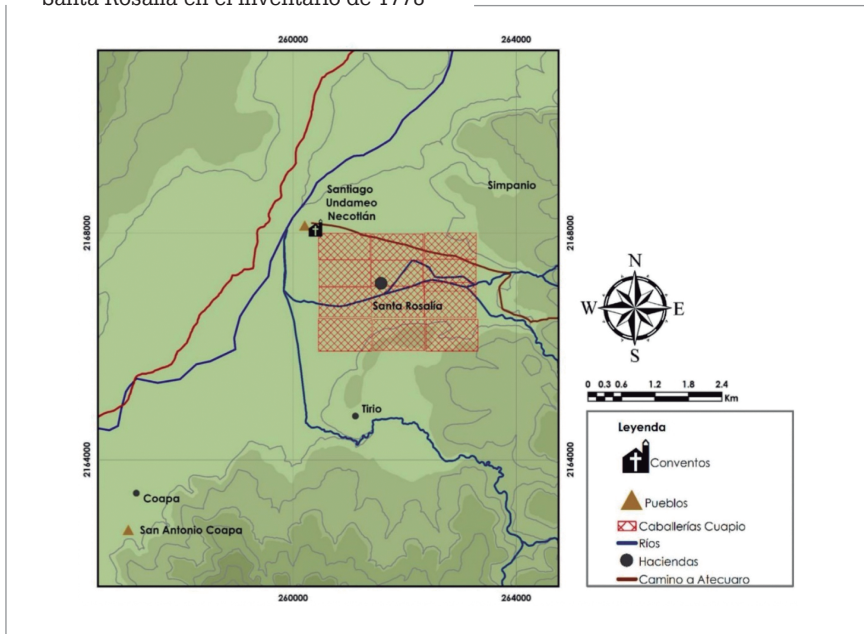 Santa Rosalía en el inventario de 1778
260000
264000
Simpanio
Santiago
Undameo
Necotlán
2168000
2168000
Santa Rosalía
N
W
E
S
0 0.3 0.6 1.2 1.8 2.4
Km
Tirio
2164000
2164000
Coapa
San Antonio Coapa
260000
264000
Leyenda
Conventos
Pueblos
Caballerías Cuapio
Ríos
Haciendas
Camino a Atecuaro